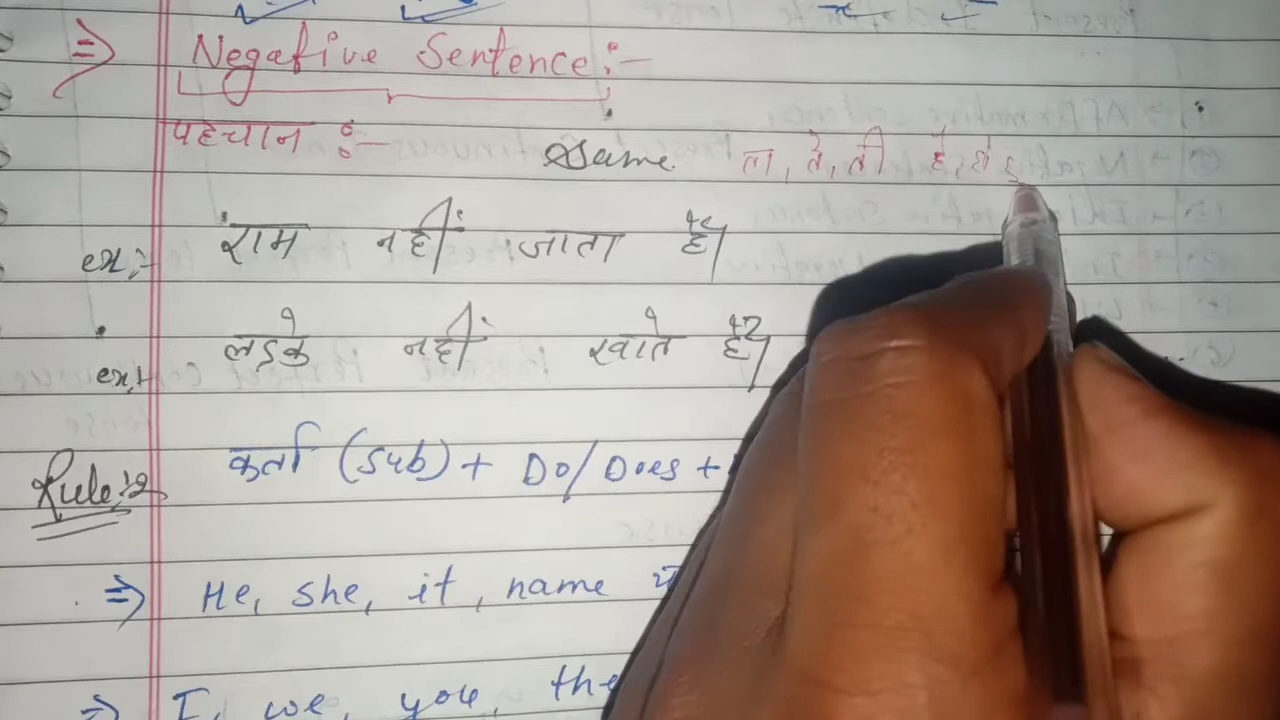 ⇒ Negative Sentence :-
पहचान :- Same ता, ते, ती है, हो
ex:- राम नहीं जाता है।
ex:- लड़के नहीं खाते हैं।
Rule:2 कर्ता (Sub) + Do/Does +
⇒ He, she, it, name
⇒ I, we, you, the